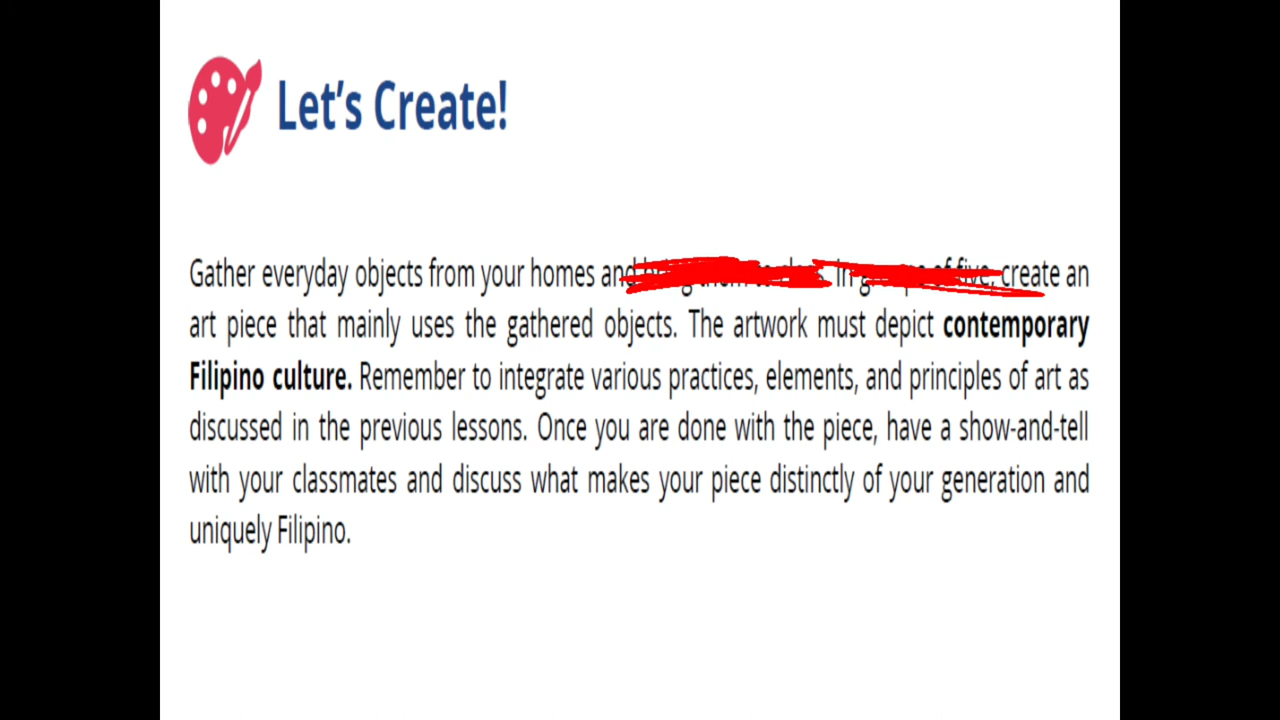 Let's Create!
Gather everyday objects from your homes and create an
art piece that mainly uses the gathered objects. The artwork must depict contemporary
Filipino culture. Remember to integrate various practices, elements, and principles of art as
discussed in the previous lessons. Once you are done with the piece, have a show-and-tell
with your classmates and discuss what makes your piece distinctly of your generation and
uniquely Filipino.